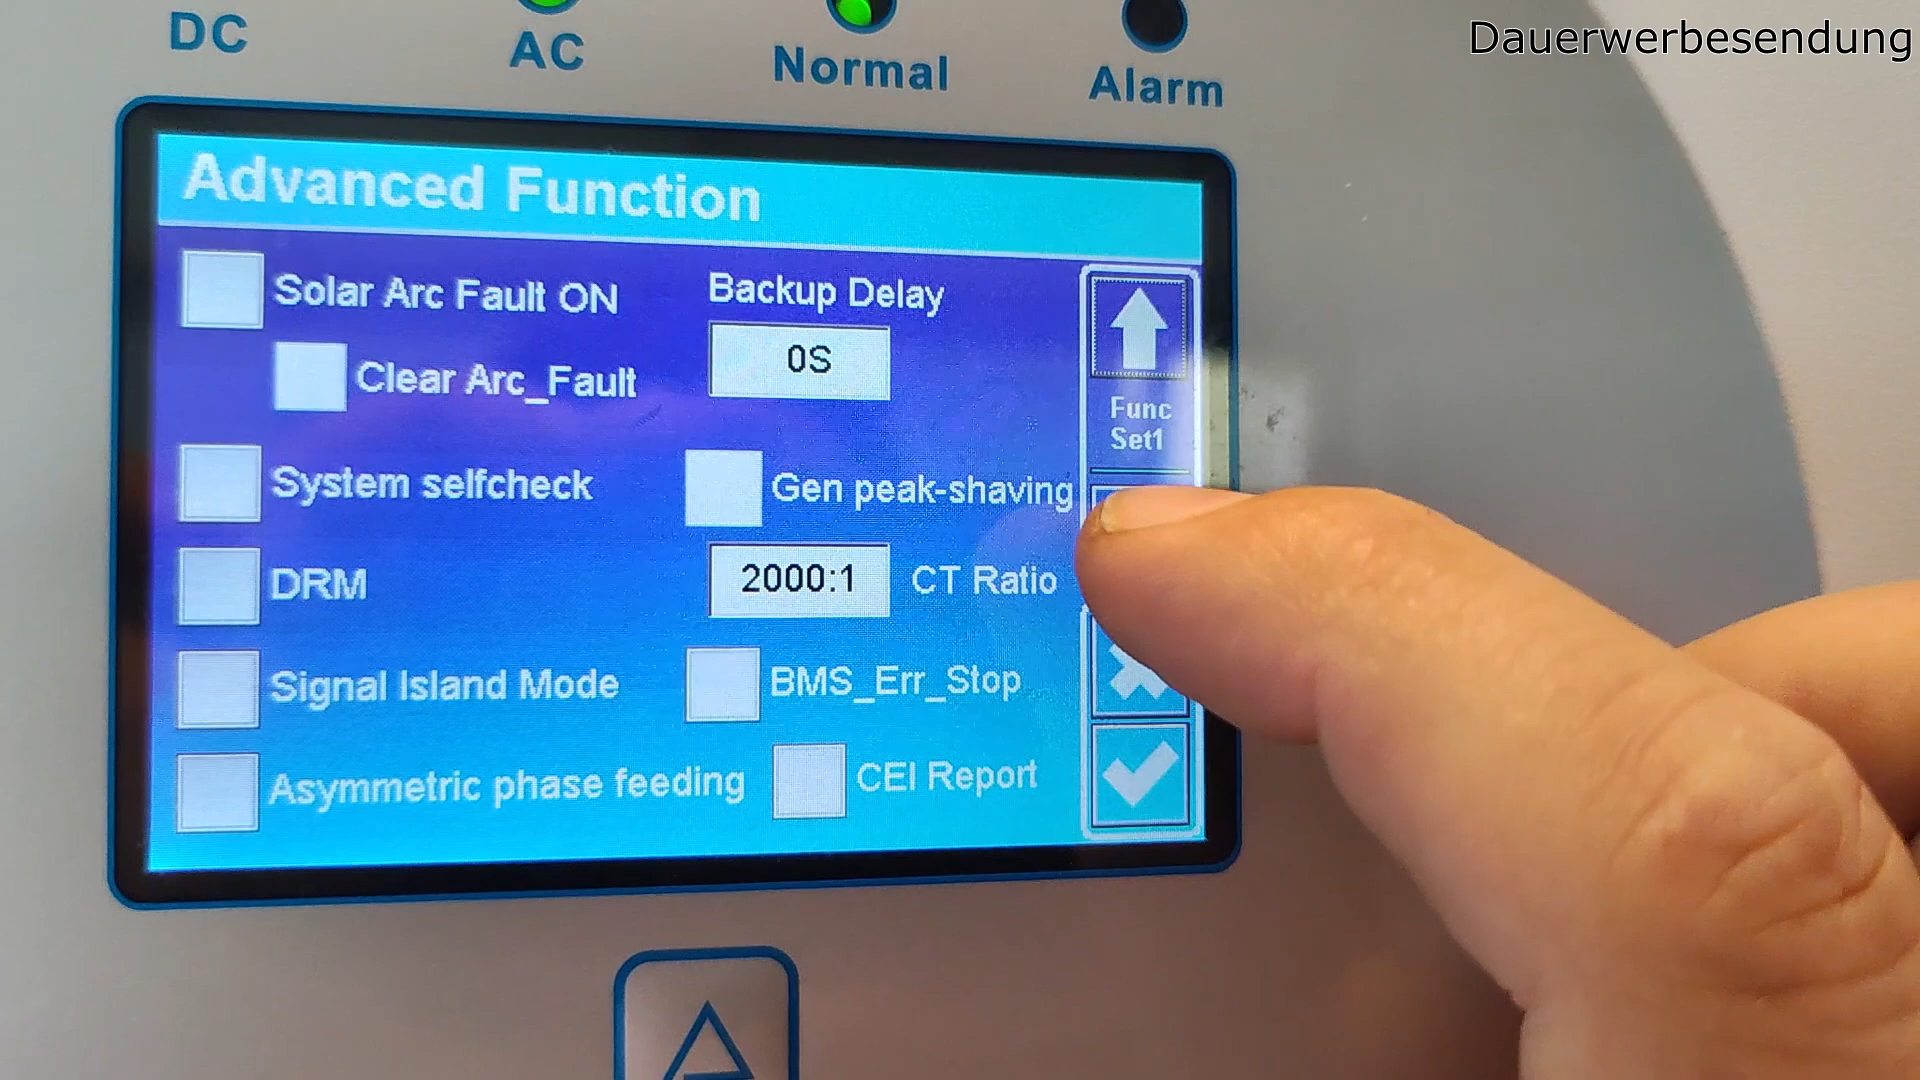 Dauerwerbesendung
DC
AC
Normal
Alarm
Advanced Function
Solar Arc Fault ON
Clear Arc_Fault
Backup Delay
0S
System selfcheck
Gen peak-shaving
DRM
2000:1
CT Ratio
Signal Island Mode
BMS_Err_Stop
Asymmetric phase feeding
CEI Report
Func
Set1